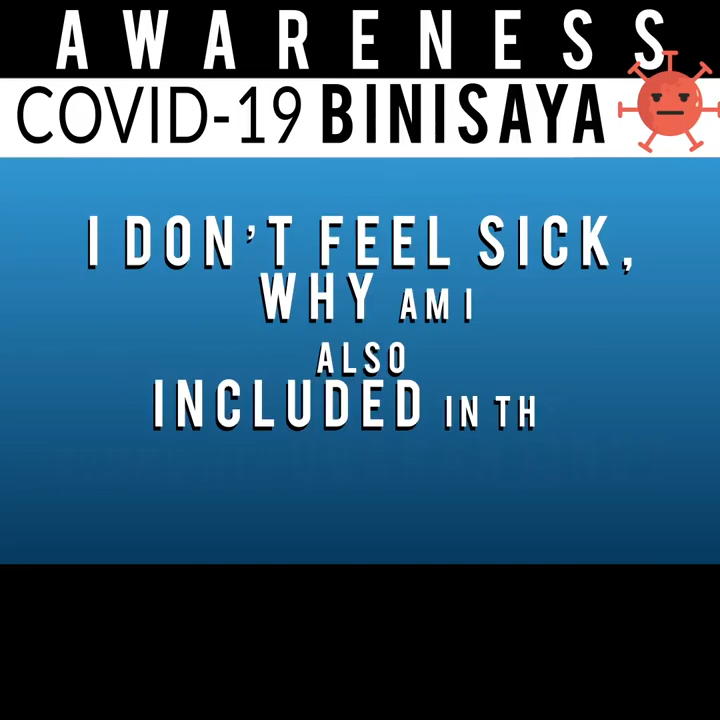 AWARENESS
COVID-19 BINISAYA
I DON'T FEEL SICK,
WHY AM I
ALSO
INCLUDED IN TH